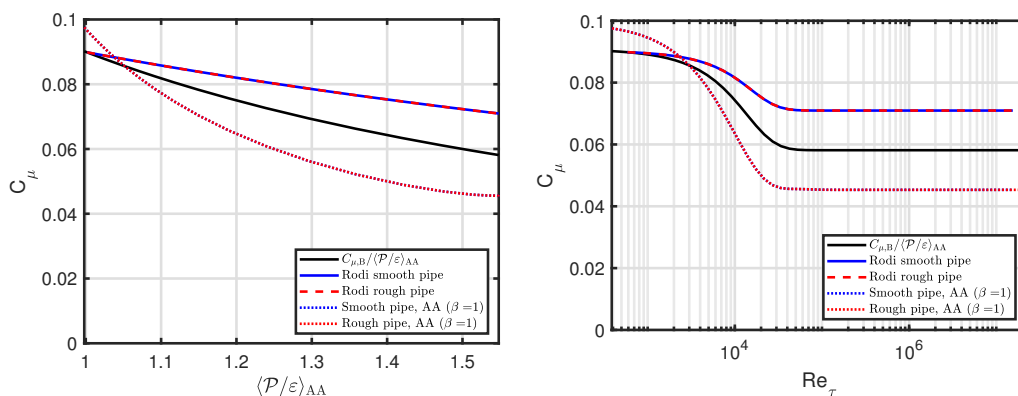 0.1
0.08
0.06
0.04
0.02
0
C_μ
1
1.1
1.2
1.3
1.4
1.5
⟨𝒫/ε⟩_AA
C_μ,B/⟨𝒫/ε⟩_AA
Rodi smooth pipe
Rodi rough pipe
Smooth pipe, AA (β=1)
Rough pipe, AA (β=1)
0.1
0.08
0.06
0.04
0.02
0
C_μ
10^4
10^6
Re_τ
C_μ,B/⟨𝒫/ε⟩_AA
Rodi smooth pipe
Rodi rough pipe
Smooth pipe, AA (β=1)
Rough pipe, AA (β=1)